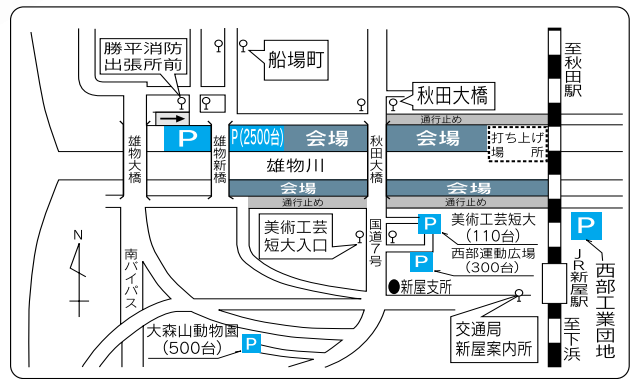 勝平消防
出張所前
船場町
秋田大橋
至秋田駅
通行止め
P
P(2500台)
会場
会場
打ち上げ
場所
雄物大橋
雄物新橋
秋田大橋
雄物川
会場
会場
通行止め
通行止め
美術工芸
短大入口
国道7号
P
美術工芸短大
(110台)
西部運動広場
(300台)
P
P
西部工業団地
JR新屋駅
N
南バイパス
新屋支所
大森山動物園
(500台)
P
交通局
新屋案内所
至下浜